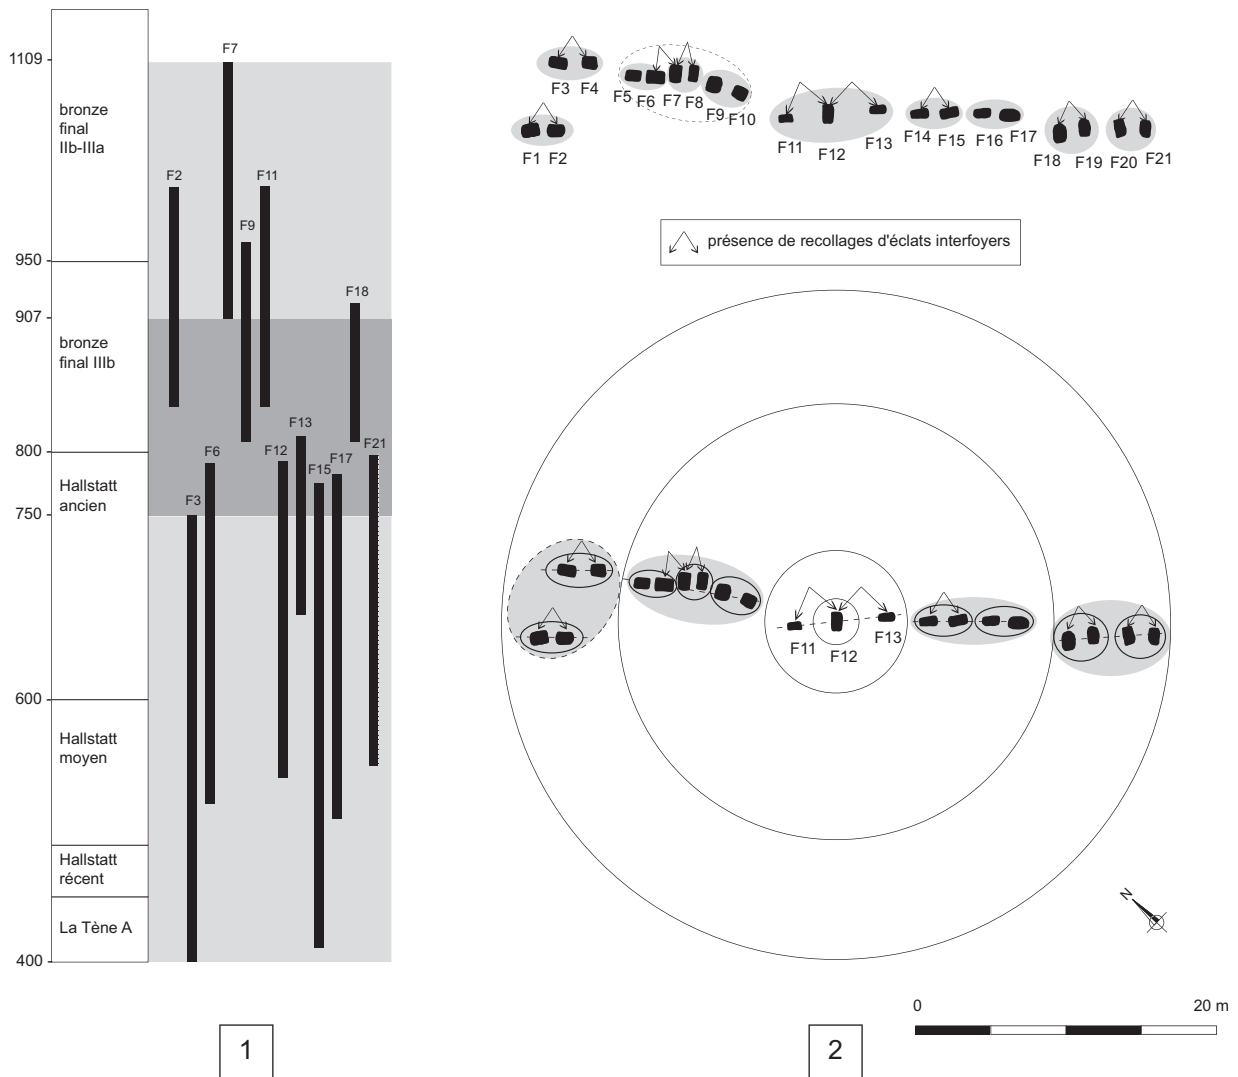 1109
950
907
800
750
600
400
bronze
final
IIb-IIIa
bronze
final IIIb
Hallstatt
ancien
Hallstatt
moyen
Hallstatt
récent
La Tène A
F7
F2
F11
F9
F18
F13
F6
F12
F17
F21
F15
F3
1
F3 F4
F5 F6 F7 F8 F9 F10
F1 F2
F11 F12 F13
F14 F15
F16 F17
F18 F19
F20 F21
présence de recollages d'éclats interfoyers
F11 F12 F13
N
0 20 m
2